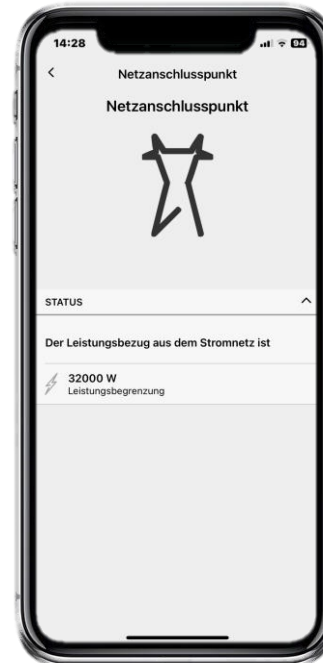 14:28
94
Netzanschlusspunkt
Netzanschlusspunkt
STATUS
Der Leistungsbezug aus dem Stromnetz ist
32000 W
Leistungsbegrenzung